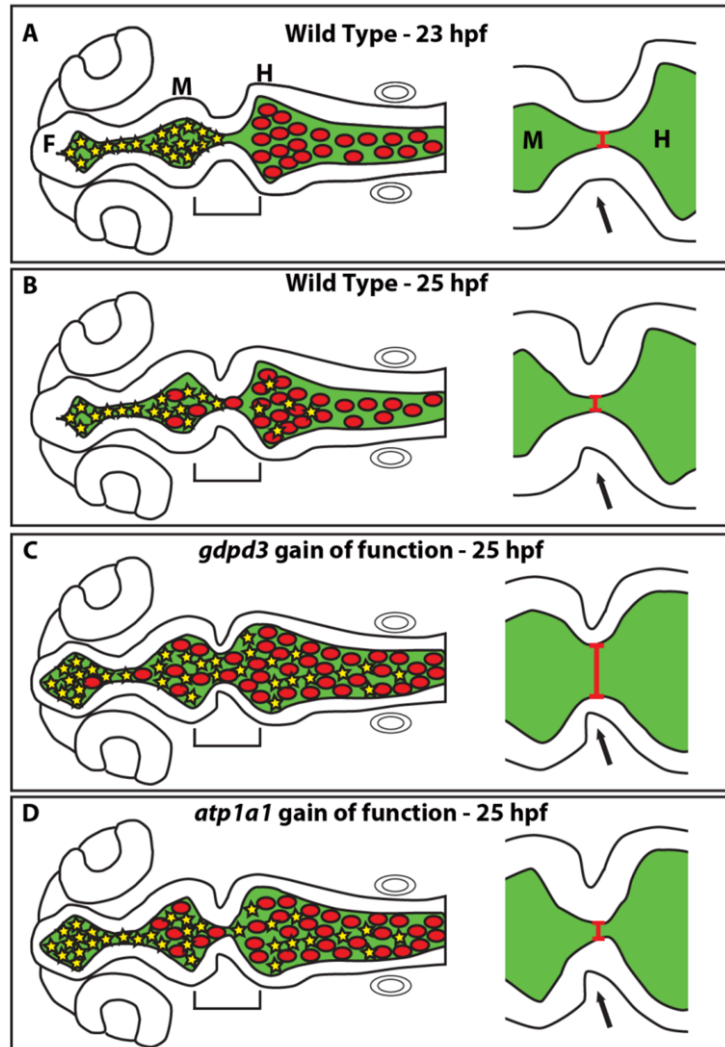 A
Wild Type - 23 hpf
M
H
F
M
H
B
Wild Type - 25 hpf
C
gdpd3 gain of function - 25 hpf
D
atp1a1 gain of function - 25 hpf